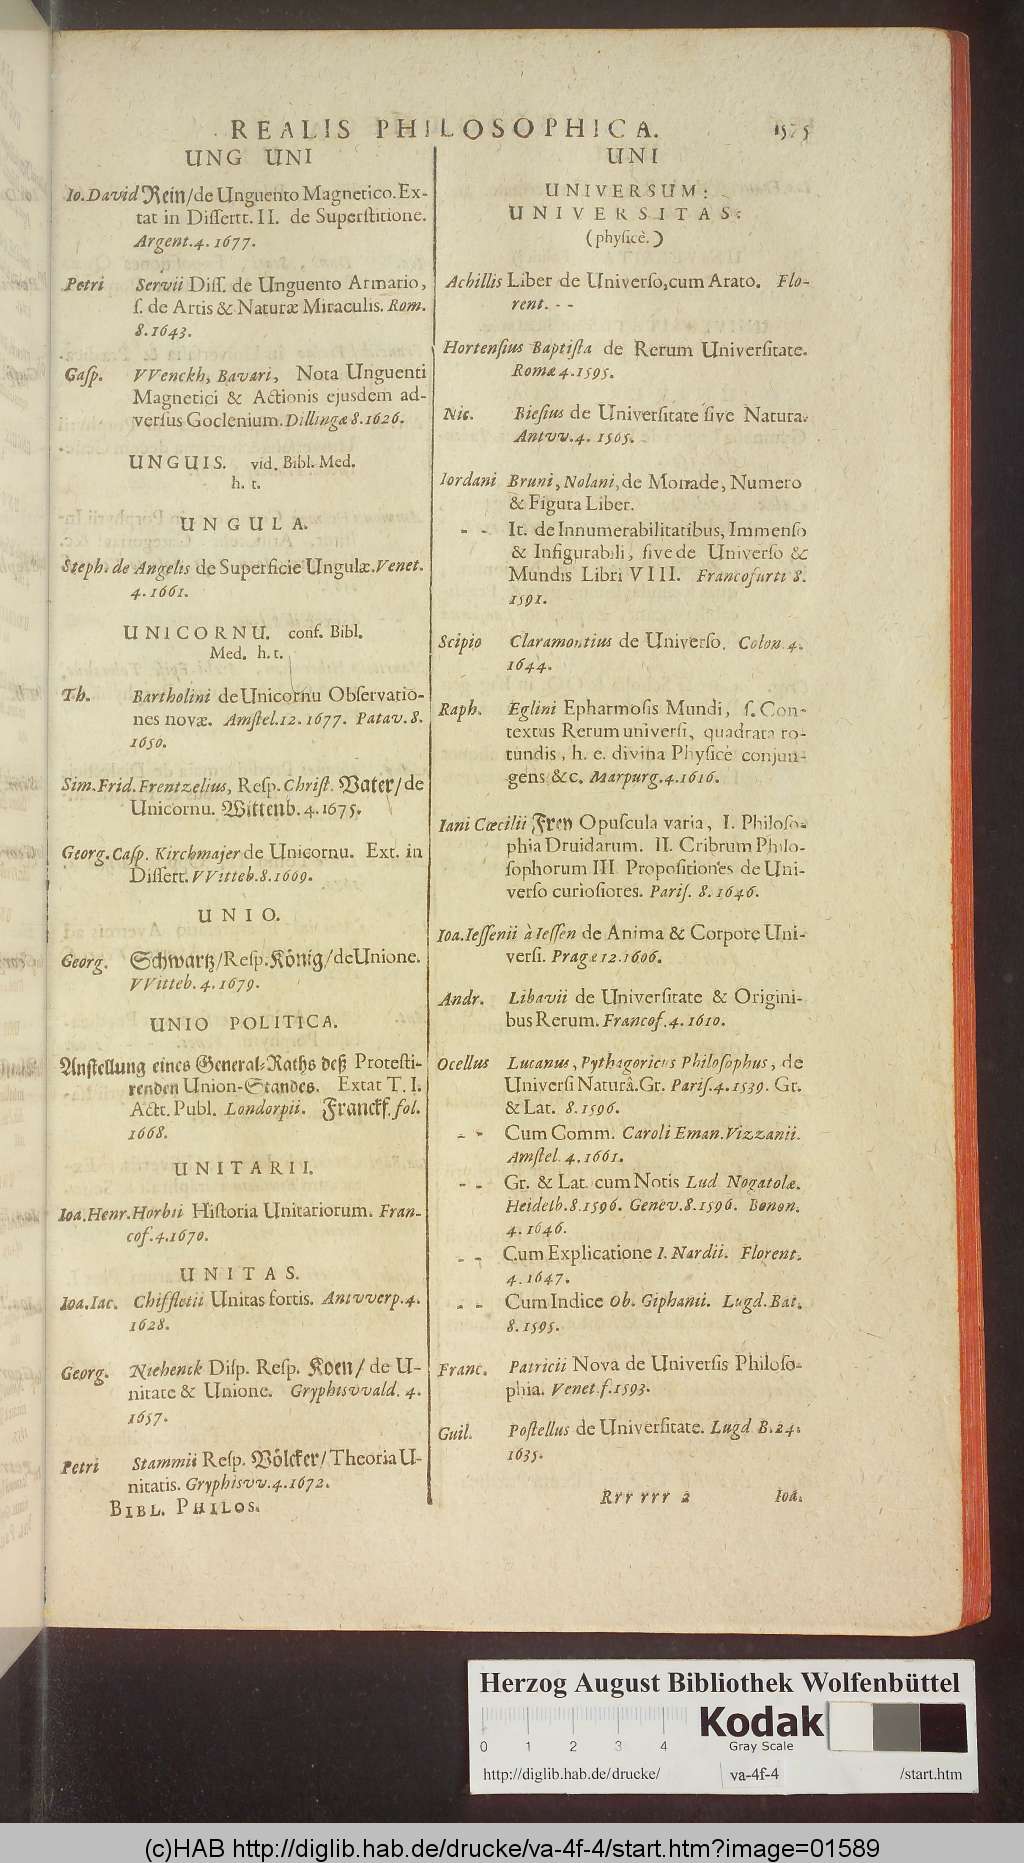 REALIS PHILOSOPHICA. 1575
UNG UNI
Io. David Rein/de Unguento Magnetico. Ex-
tat in Dissertt. II. de Superstitione.
Argent. 4. 1677.
Petri Servii Diss. de Unguento Armario,
s. de Artis & Naturæ Miraculis. Rom.
8. 1643.
Gasp. VVenckh, Bavari, Nota Unguenti
Magnetici & Actionis ejusdem ad-
versus Goclenium. Dillingæ 8. 1626.
UNGUIS. vid. Bibl. Med.
h. t.
UNGULA.
Steph. de Angelis de Superficie Ungulæ. Venet.
4. 1661.
UNICORNU. conf. Bibl.
Med. h. t.
Th. Bartholini de Unicornu Observatio-
nes novæ. Amstel. 12. 1677. Patav. 8.
1650.
Sim. Frid. Frentzelius, Resp. Christ. Vater/de
Unicornu. Wittenb. 4. 1675.
Georg. Casp. Kirchmajer de Unicornu. Ext. in
Dissert. VVitteb. 8. 1669.
UNIO.
Georg. Schwartz/Resp. König/de Unione.
VVitteb. 4. 1679.
UNIO POLITICA.
Anstellung eines General-Raths deß Protesti-
renden Union-Standes. Extat T. I.
Actt. Publ. Londorpii. Franckf. fol.
1668.
UNITARII.
Ioa. Henr. Horbii Historia Unitariorum. Fran-
cof. 4. 1670.
UNITAS.
Ioa. Iac. Chiffletii Unitas fortis. Antvverp. 4.
1628.
Georg. Niehenck Disp. Resp. Koen/ de U-
nitate & Unione. Gryphisvvald. 4.
1657.
Petri Stammii Resp. Völcker/Theoria U-
nitatis. Gryphisvv. 4. 1672.
BIBL. PHILOS.
UNI
UNIVERSUM:
UNIVERSITAS:
(physicè.)
Achillis Liber de Universo, cum Arato. Flo-
rent. - -
Hortensius Baptista de Rerum Universitate.
Romæ 4. 1595.
Nic. Biesius de Universitate sive Natura.
Antvv. 4. 1565.
Iordani Bruni, Nolani, de Monade, Numero
& Figura Liber.
- - It. de Innumerabilitatibus, Immenso
& Infigurabili, sive de Universo &
Mundis Libri VIII. Francofurti 8.
1591.
Scipio Claramontius de Universo. Colon. 4.
1644.
Raph. Eglini Epharmosis Mundi, s. Con-
textus Rerum universi, quadrata ro-
tundis, h. e. divina Physicè conjun-
gens &c. Marpurg. 4. 1616.
Iani Cæcilii Frey Opuscula varia, I. Philoso-
phia Druidarum. II. Cribrum Philo-
sophorum III. Propositiones de Uni-
verso curiosiores. Paris. 8. 1646.
Ioa. Iessenii à Iessen de Anima & Corpore Uni-
versi. Pragæ 12. 1606.
Andr. Libavii de Universitate & Origini-
bus Rerum. Francof. 4. 1610.
Ocellus Lucanus, Pythagoricus Philosophus, de
Universi Naturâ. Gr. Paris. 4. 1539. Gr.
& Lat. 8. 1596.
- - Cum Comm. Caroli Eman. Vizzanii.
Amstel. 4. 1661.
- - Gr. & Lat. cum Notis Lud Nogatolæ.
Heidelb. 8. 1596. Genev. 8. 1596. Bonon.
4. 1646.
- - Cum Explicatione I. Nardii. Florent.
4. 1647.
- - Cum Indice Ob. Giphanii. Lugd. Bat.
8. 1595.
Franc. Patricii Nova de Universis Philoso-
phia. Venet. f. 1593.
Guil. Postellus de Universitate. Lugd B. 24.
1635.
Rrr rrr 2 Ioa.
Herzog August Bibliothek Wolfenbüttel
Kodak
Gray Scale
0 1 2 3 4
http://diglib.hab.de/drucke/ va-4f-4 /start.htm
(c)HAB http://diglib.hab.de/drucke/va-4f-4/start.htm?image=01589